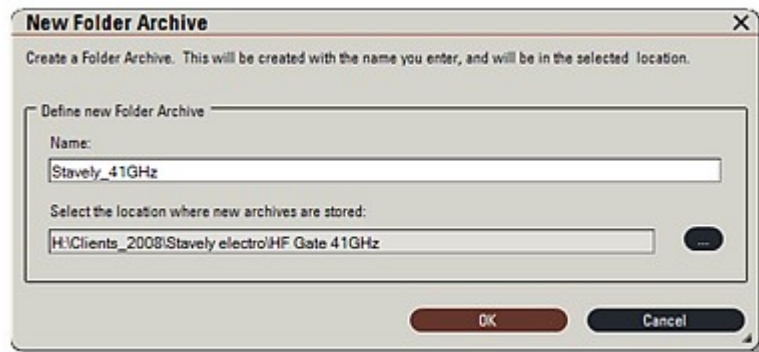 New Folder Archive
Create a Folder Archive. This will be created with the name you enter, and will be in the selected location.
Define new Folder Archive
Name:
Stavely_41GHz
Select the location where new archives are stored:
H:\Clients_2008\Stavely electro\HF Gate 41GHz
...
OK
Cancel